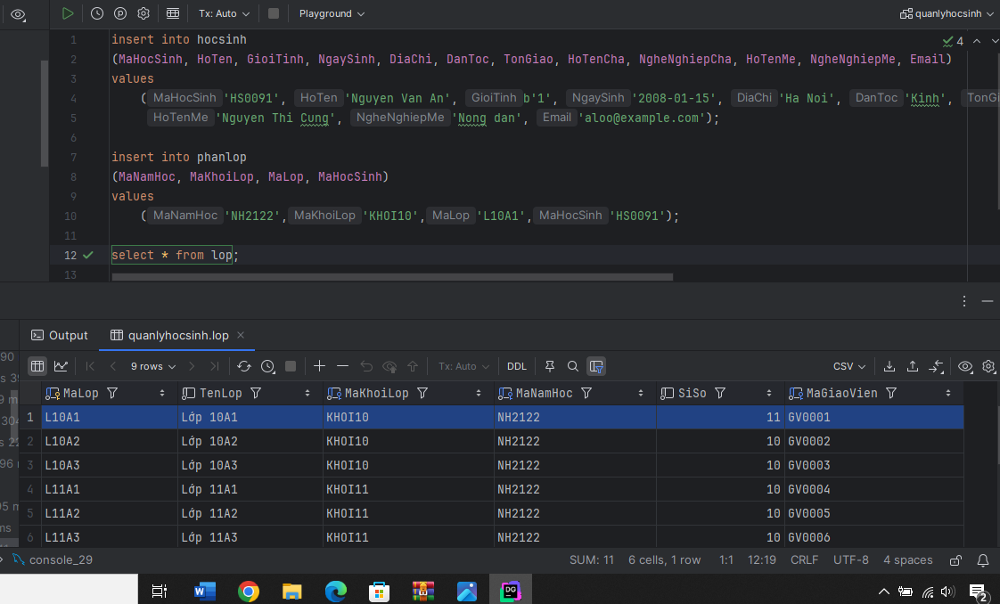 Tx: Auto Playground quanlyhocsinh
1 insert into hocsinh 4
2 (MaHocSinh, HoTen, GioiTinh, NgaySinh, DiaChi, DanToc, TonGiao, HoTenCha, NgheNghiepCha, HoTenMe, NgheNghiepMe, Email)
3 values
4 ( MaHocSinh 'HS0091', HoTen 'Nguyen Van An', GioiTinh b'1', NgaySinh '2008-01-15', DiaChi 'Ha Noi', DanToc 'Kinh', TonGi
5 HoTenMe 'Nguyen Thi Cung', NgheNghiepMe 'Nong dan', Email 'aloo@example.com');
6
7 insert into phanlop
8 (MaNamHoc, MaKhoiLop, MaLop, MaHocSinh)
9 values
10 ( MaNamHoc 'NH2122', MaKhoiLop 'KHOI10', MaLop 'L10A1', MaHocSinh 'HS0091');
11
12 select * from lop;
13
Output quanlyhocsinh.lop
9 rows Tx: Auto DDL CSV
MaLop TenLop MaKhoiLop MaNamHoc SiSo MaGiaoVien
1 L10A1 Lớp 10A1 KHOI10 NH2122 11 GV0001
2 L10A2 Lớp 10A2 KHOI10 NH2122 10 GV0002
3 L10A3 Lớp 10A3 KHOI10 NH2122 10 GV0003
4 L11A1 Lớp 11A1 KHOI11 NH2122 10 GV0004
5 L11A2 Lớp 11A2 KHOI11 NH2122 10 GV0005
6 L11A3 Lớp 11A3 KHOI11 NH2122 10 GV0006
console_29 SUM: 11 6 cells, 1 row 1:1 12:19 CRLF UTF-8 4 spaces
W DG 2